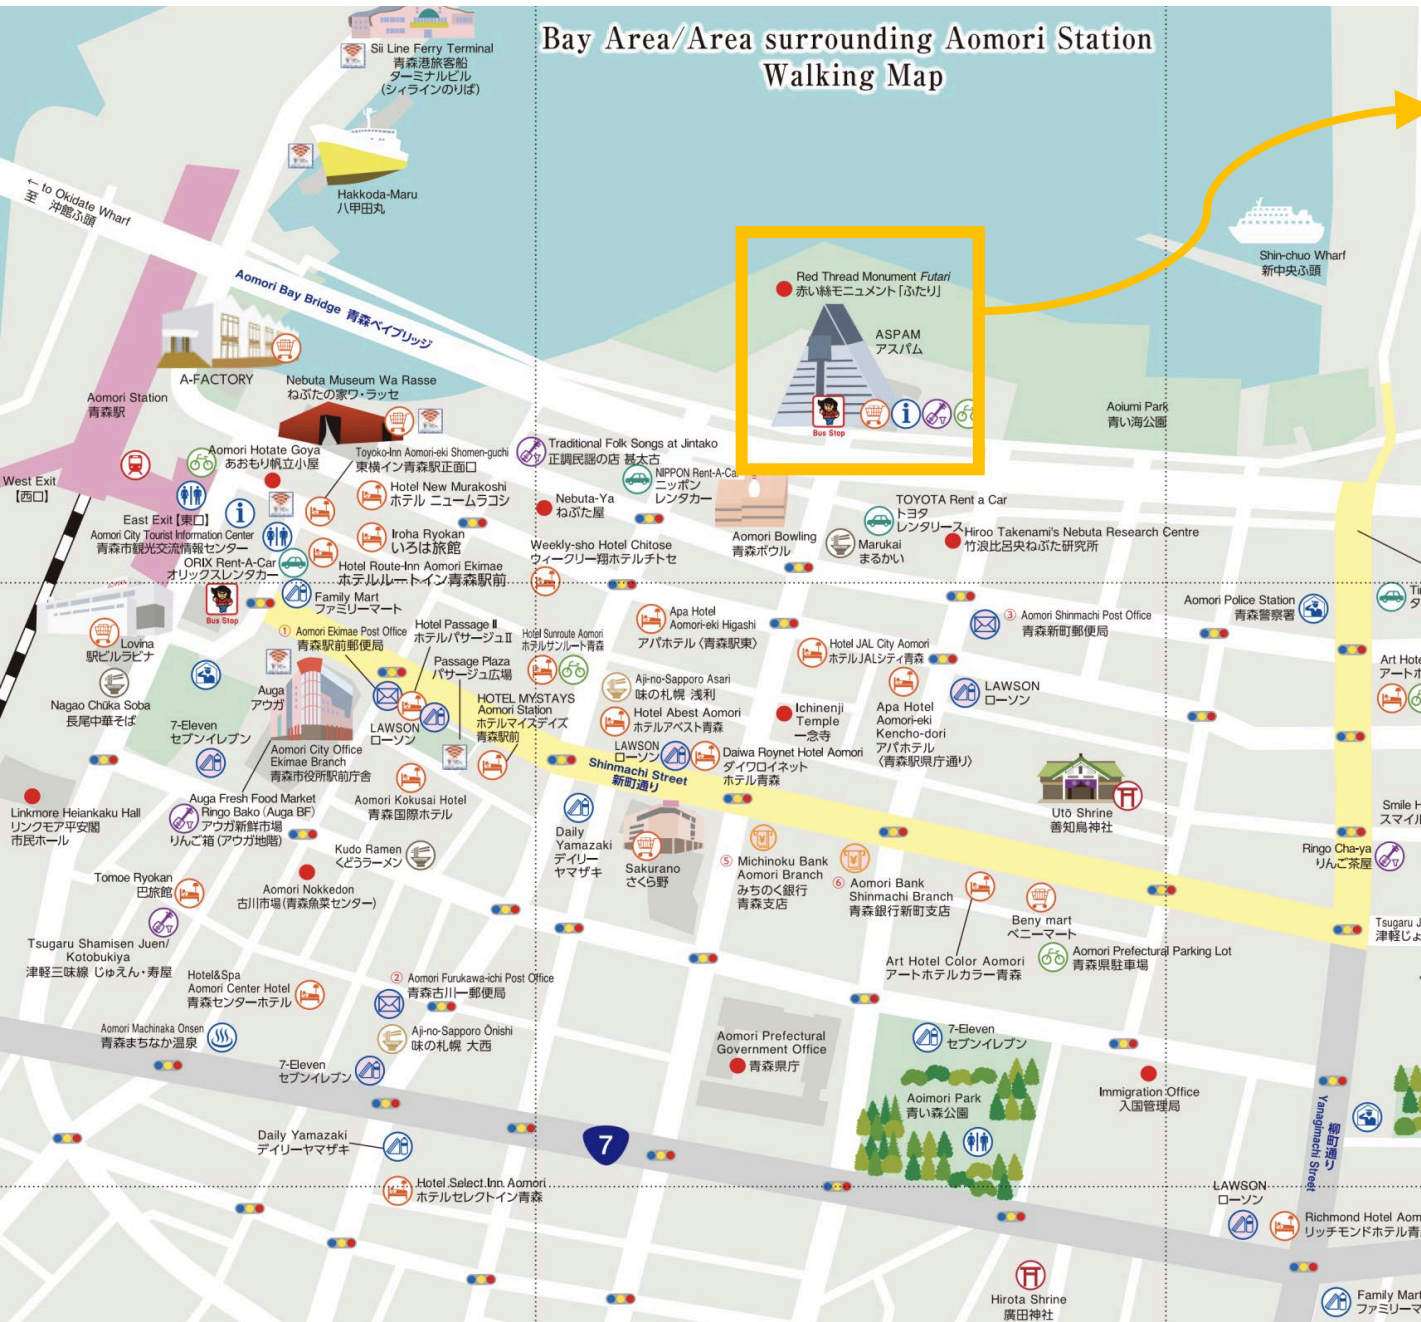 Bay Area/Area surrounding Aomori Station
Walking Map
Sii Line Ferry Terminal
青森港旅客船
ターミナルビル
(シィラインのりば)
Hakkoda-Maru
八甲田丸
← to Okidate Wharf
至 沖館ふ頭
Aomori Bay Bridge 青森ベイブリッジ
Shin-chuo Wharf
新中央ふ頭
Red Thread Monument Futari
赤い絲モニュメント「ふたり」
ASPAM
アスパム
Bus Stop
Aoiumi Park
青い海公園
A-FACTORY
Nebuta Museum Wa Rasse
ねぶたの家ワ・ラッセ
Aomori Station
青森駅
West Exit
【西口】
East Exit【東口】
Aomori Hotate Goya
あおもり帆立小屋
Toyoko-Inn Aomori-eki Shomen-guchi
東横イン青森駅正面口
Hotel New Murakoshi
ホテル ニュームラコシ
Traditional Folk Songs at Jintako
正調民謡の店 甚太古
NIPPON Rent-A-Ca
ニッポン
レンタカー
Nebuta-Ya
ねぶた屋
Aomori Bowling
青森ボウル
TOYOTA Rent a Car
トヨタ
レンタリース
Marukai
まるかい
Hiroo Takenami's Nebuta Research Centre
竹浪比呂央ねぶた研究所
Aomori City Tourist Information Center
青森市観光交流情報センター
Iroha Ryokan
いろは旅館
Weekly-sho Hotel Chitose
ウィークリー翔ホテルチトセ
ORIX Rent-A-Car
オリックスレンタカー
Hotel Route-Inn Aomori Ekimae
ホテルルートイン青森駅前
Family Mart
ファミリーマート
Bus Stop
LOVINA
Lovina
駅ビルラビナ
① Aomori Ekimae Post Office
青森駅前郵便局
Hotel Passage Ⅱ
ホテルパサージュⅡ
Passage Plaza
パサージュ広場
Hotel Sunroute Aomori
ホテルサンルート青森
Apa Hotel
Aomori-eki Higashi
アパホテル〈青森駅東〉
Hotel JAL City Aomori
ホテルJALシティ青森
③ Aomori Shinmachi Post Office
青森新町郵便局
Aomori Police Station
青森警察署
Ti
タ
Art Hote
アートホ
Nagao Chūka Soba
長尾中華そば
Auga
アウガ
7-Eleven
セブンイレブン
LAWSON
ローソン
HOTEL MYSTAYS
Aomori Station
ホテルマイステイズ
青森駅前
Aji-no-Sapporo Asari
味の札幌 浅利
Hotel Abest Aomori
ホテルアベスト青森
Ichinenji
Temple
一念寺
Apa Hotel
Aomori-eki
Kencho-dori
アパホテル
〈青森駅県庁通り〉
LAWSON
ローソン
Aomori City Office
Ekimae Branch
青森市役所駅前庁舎
LAWSON
ローソン
Daiwa Roynet Hotel Aomori
ダイワロイネット
ホテル青森
Shinmachi Street
新町通り
Utō Shrine
善知鳥神社
Linkmore Heiankaku Hall
リンクモア平安閣
市民ホール
Auga Fresh Food Market
Ringo Bako (Auga BF)
アウガ新鮮市場
りんご箱(アウガ地階)
Aomori Kokusai Hotel
青森国際ホテル
Kudo Ramen
くどうラーメン
Daily
Yamazaki
デイリー
ヤマザキ
Sakurano
さくら野
⑤ Michinoku Bank
Aomori Branch
みちのく銀行
青森支店
⑥ Aomori Bank
Shinmachi Branch
青森銀行新町支店
Smile H
スマイル
Ringo Cha-ya
りんご茶屋
Tomoe Ryokan
巴旅館
Aomori Nokkedon
古川市場(青森魚菜センター)
Beny mart
ベニーマート
Art Hotel Color Aomori
アートホテルカラー青森
Aomori Prefectural Parking Lot
青森県駐車場
Tsugaru J
津軽じょ
Tsugaru Shamisen Juen/
Kotobukiya
津軽三味線 じゅえん・寿屋
Hotel&Spa
Aomori Center Hotel
青森センターホテル
② Aomori Furukawa-ichi Post Office
青森古川一郵便局
Aomori Machinaka Onsen
青森まちなか温泉
Aji-no-Sapporo Ōnishi
味の札幌 大西
7-Eleven
セブンイレブン
Aomori Prefectural
Government Office
青森県庁
7-Eleven
セブンイレブン
Aoimori Park
青い森公園
Immigration Office
入国管理局
Daily Yamazaki
デイリーヤマザキ
7
Yanagimachi Street
柳町通り
Hotel Select Inn Aomori
ホテルセレクトイン青森
LAWSON
ローソン
Richmond Hotel Aom
リッチモンドホテル青
Hirota Shrine
廣田神社
Family Mart
ファミリーマ